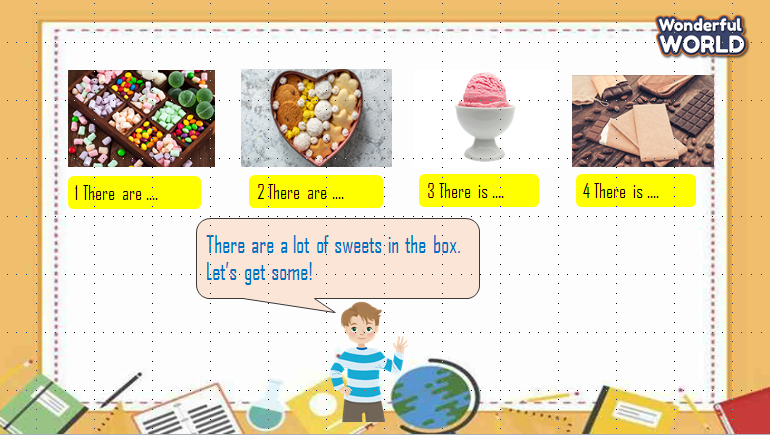 Wonderful
WORLD
1 There are ....
2 There are ....
3 There is ....
4 There is ....
There are a lot of sweets in the box.
Let's get some!